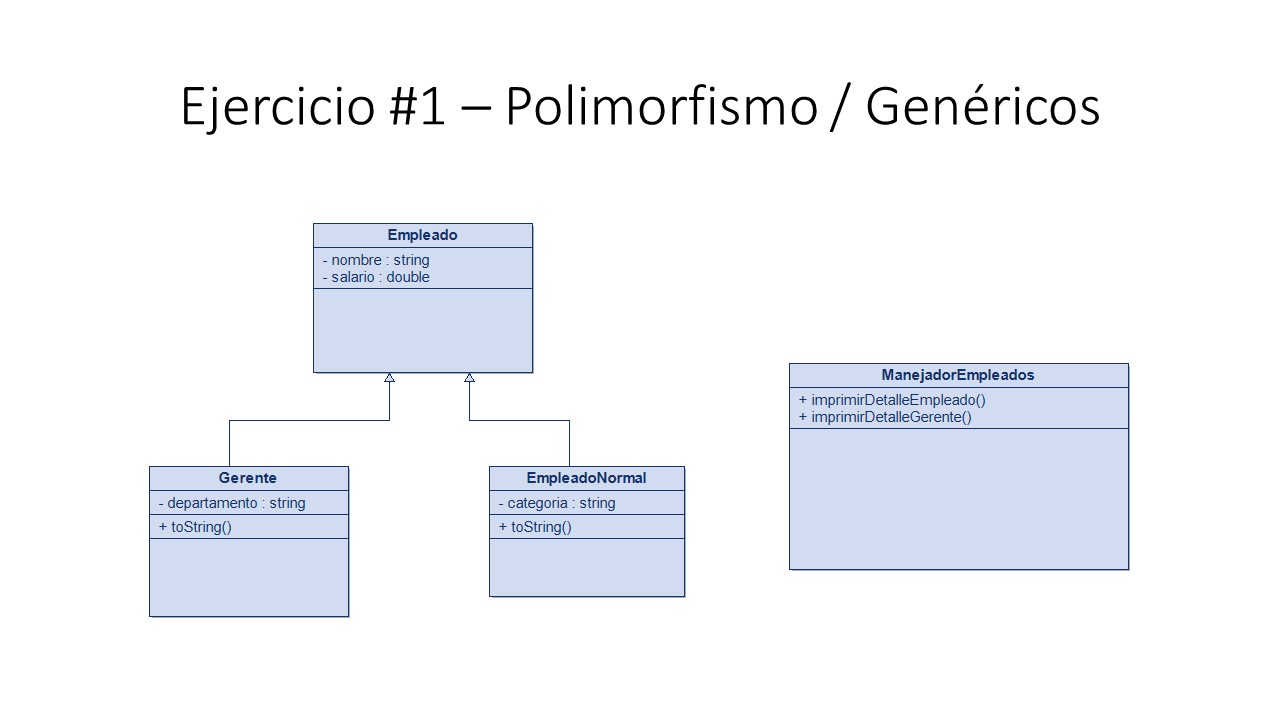 Ejercicio #1 – Polimorfismo / Genéricos
Empleado
- nombre : string
- salario : double
ManejadorEmpleados
+ imprimirDetalleEmpleado()
+ imprimirDetalleGerente()
Gerente
- departamento : string
+ toString()
EmpleadoNormal
- categoria : string
+ toString()